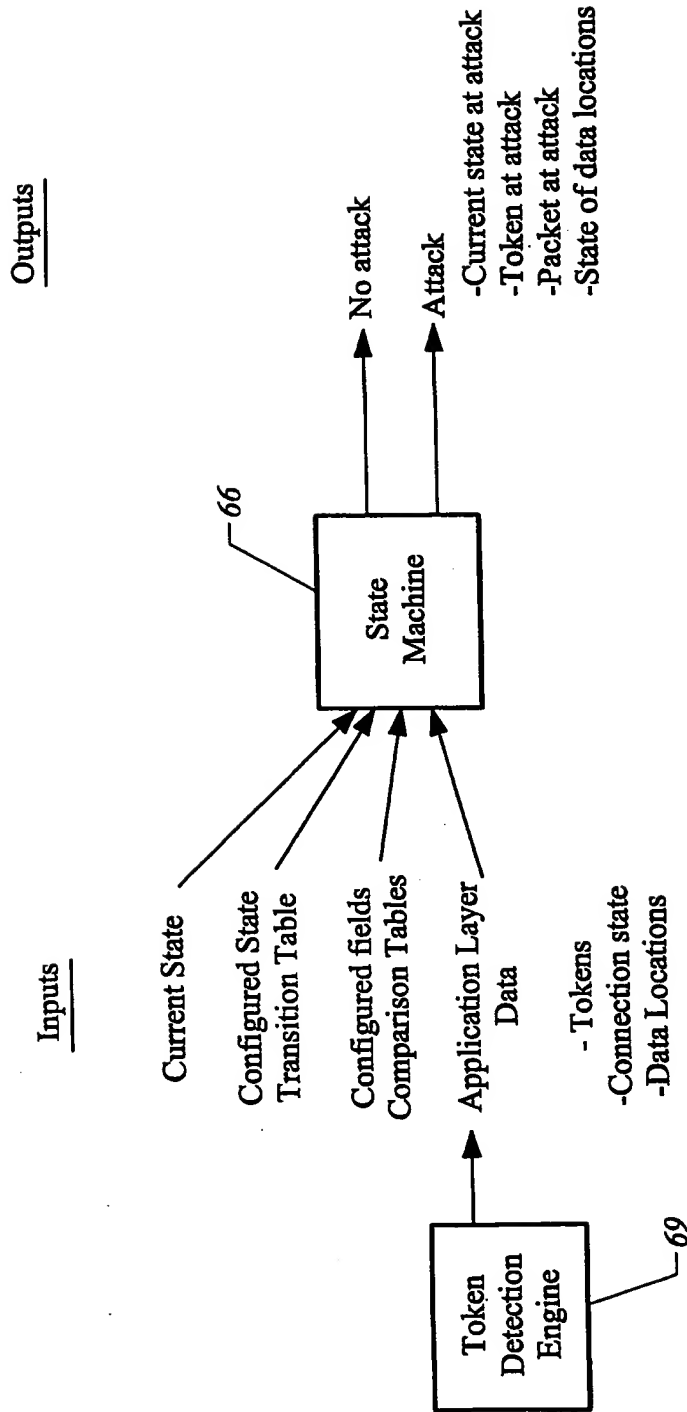 Inputs
Outputs
Current State
Configured State
Transition Table
Configured fields
Comparison Tables
Application Layer
Data
- Tokens
-Connection state
-Data Locations
Token
Detection
Engine
69
State
Machine
66
No attack
Attack
-Current state at attack
-Token at attack
-Packet at attack
-State of data locations